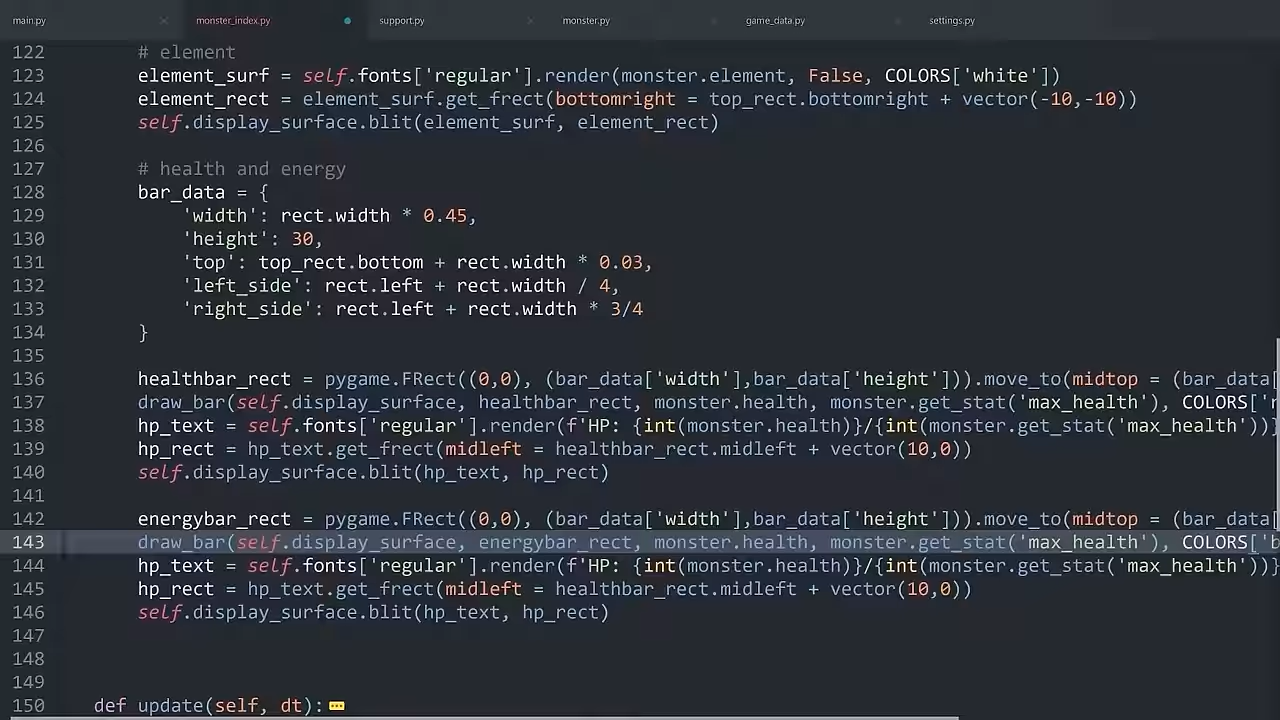 main.py monster_index.py support.py monster.py game_data.py settings.py
122 # element
123 element_surf = self.fonts['regular'].render(monster.element, False, COLORS['white'])
124 element_rect = element_surf.get_frect(bottomright = top_rect.bottomright + vector(-10,-10))
125 self.display_surface.blit(element_surf, element_rect)
126
127 # health and energy
128 bar_data = {
129 'width': rect.width * 0.45,
130 'height': 30,
131 'top': top_rect.bottom + rect.width * 0.03,
132 'left_side': rect.left + rect.width / 4,
133 'right_side': rect.left + rect.width * 3/4
134 }
135
136 healthbar_rect = pygame.FRect((0,0), (bar_data['width'],bar_data['height'])).move_to(midtop = (bar_data[
137 draw_bar(self.display_surface, healthbar_rect, monster.health, monster.get_stat('max_health'), COLORS['r
138 hp_text = self.fonts['regular'].render(f'HP: {int(monster.health)}/{int(monster.get_stat('max_health'))}
139 hp_rect = hp_text.get_frect(midleft = healthbar_rect.midleft + vector(10,0))
140 self.display_surface.blit(hp_text, hp_rect)
141
142 energybar_rect = pygame.FRect((0,0), (bar_data['width'],bar_data['height'])).move_to(midtop = (bar_data[
143 draw_bar(self.display_surface, energybar_rect, monster.health, monster.get_stat('max_health'), COLORS['b
144 hp_text = self.fonts['regular'].render(f'HP: {int(monster.health)}/{int(monster.get_stat('max_health'))}
145 hp_rect = hp_text.get_frect(midleft = healthbar_rect.midleft + vector(10,0))
146 self.display_surface.blit(hp_text, hp_rect)
147
148
149
150 def update(self, dt):